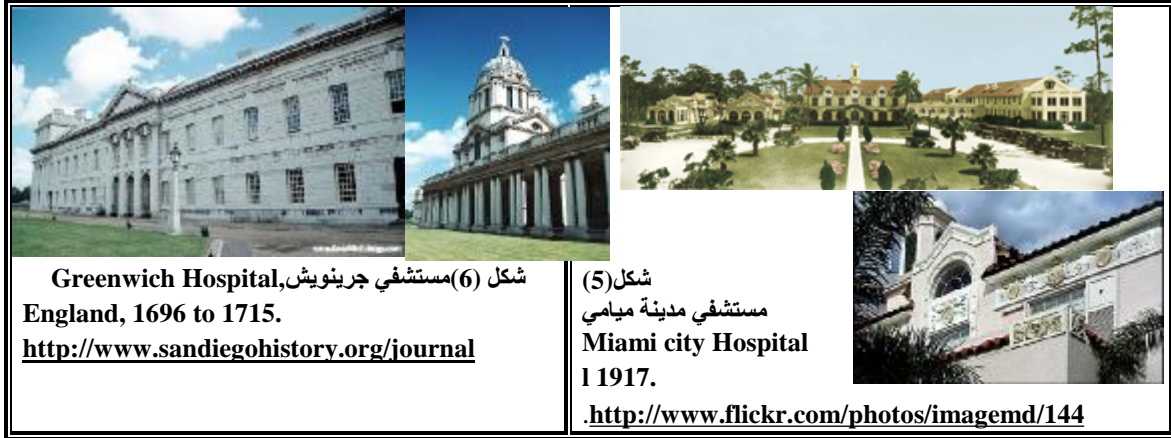 شكل (6)مستشفي جرينويش,Greenwich Hospital
England, 1696 to 1715.
http://www.sandiegohistory.org/journal
شكل(5)
مستشفي مدينة ميامي
Miami city Hospital
l 1917.
.http://www.flickr.com/photos/imagemd/144